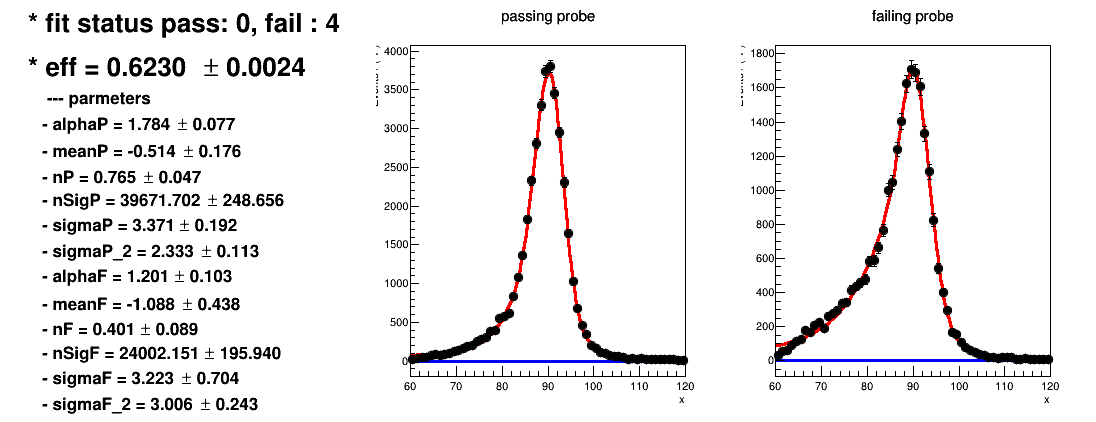 * fit status pass: 0, fail : 4
* eff = 0.6230 ± 0.0024
--- parmeters
- alphaP = 1.784 ± 0.077
- meanP = -0.514 ± 0.176
- nP = 0.765 ± 0.047
- nSigP = 39671.702 ± 248.656
- sigmaP = 3.371 ± 0.192
- sigmaP_2 = 2.333 ± 0.113
- alphaF = 1.201 ± 0.103
- meanF = -1.088 ± 0.438
- nF = 0.401 ± 0.089
- nSigF = 24002.151 ± 195.940
- sigmaF = 3.223 ± 0.704
- sigmaF_2 = 3.006 ± 0.243
passing probe
4000
3500
3000
2500
2000
1500
1000
500
0
60 70 80 90 100 110 120
x
failing probe
1800
1600
1400
1200
1000
800
600
400
200
0
60 70 80 90 100 110 120
x